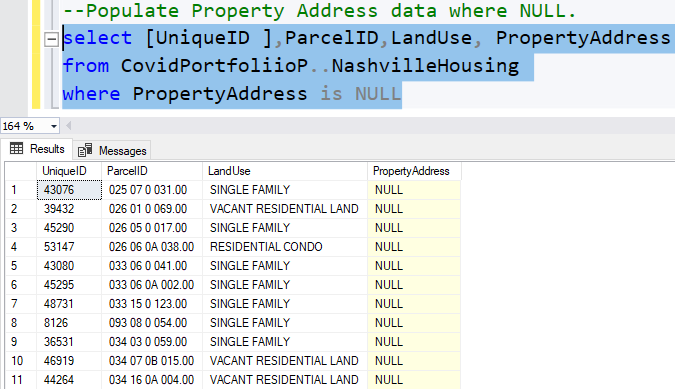 --Populate Property Address data where NULL.
select [UniqueID ],ParcelID,LandUse, PropertyAddress
from CovidPortfoliioP..NashvilleHousing
where PropertyAddress is NULL
164 %
Results Messages
UniqueID ParcelID LandUse PropertyAddress
1 43076 025 07 0 031.00 SINGLE FAMILY NULL
2 39432 026 01 0 069.00 VACANT RESIDENTIAL LAND NULL
3 45290 026 05 0 017.00 SINGLE FAMILY NULL
4 53147 026 06 0A 038.00 RESIDENTIAL CONDO NULL
5 43080 033 06 0 041.00 SINGLE FAMILY NULL
6 45295 033 06 0A 002.00 SINGLE FAMILY NULL
7 48731 033 15 0 123.00 SINGLE FAMILY NULL
8 8126 093 08 0 054.00 SINGLE FAMILY NULL
9 36531 034 03 0 059.00 SINGLE FAMILY NULL
10 46919 034 07 0B 015.00 VACANT RESIDENTIAL LAND NULL
11 44264 034 16 0A 004.00 VACANT RESIDENTIAL LAND NULL